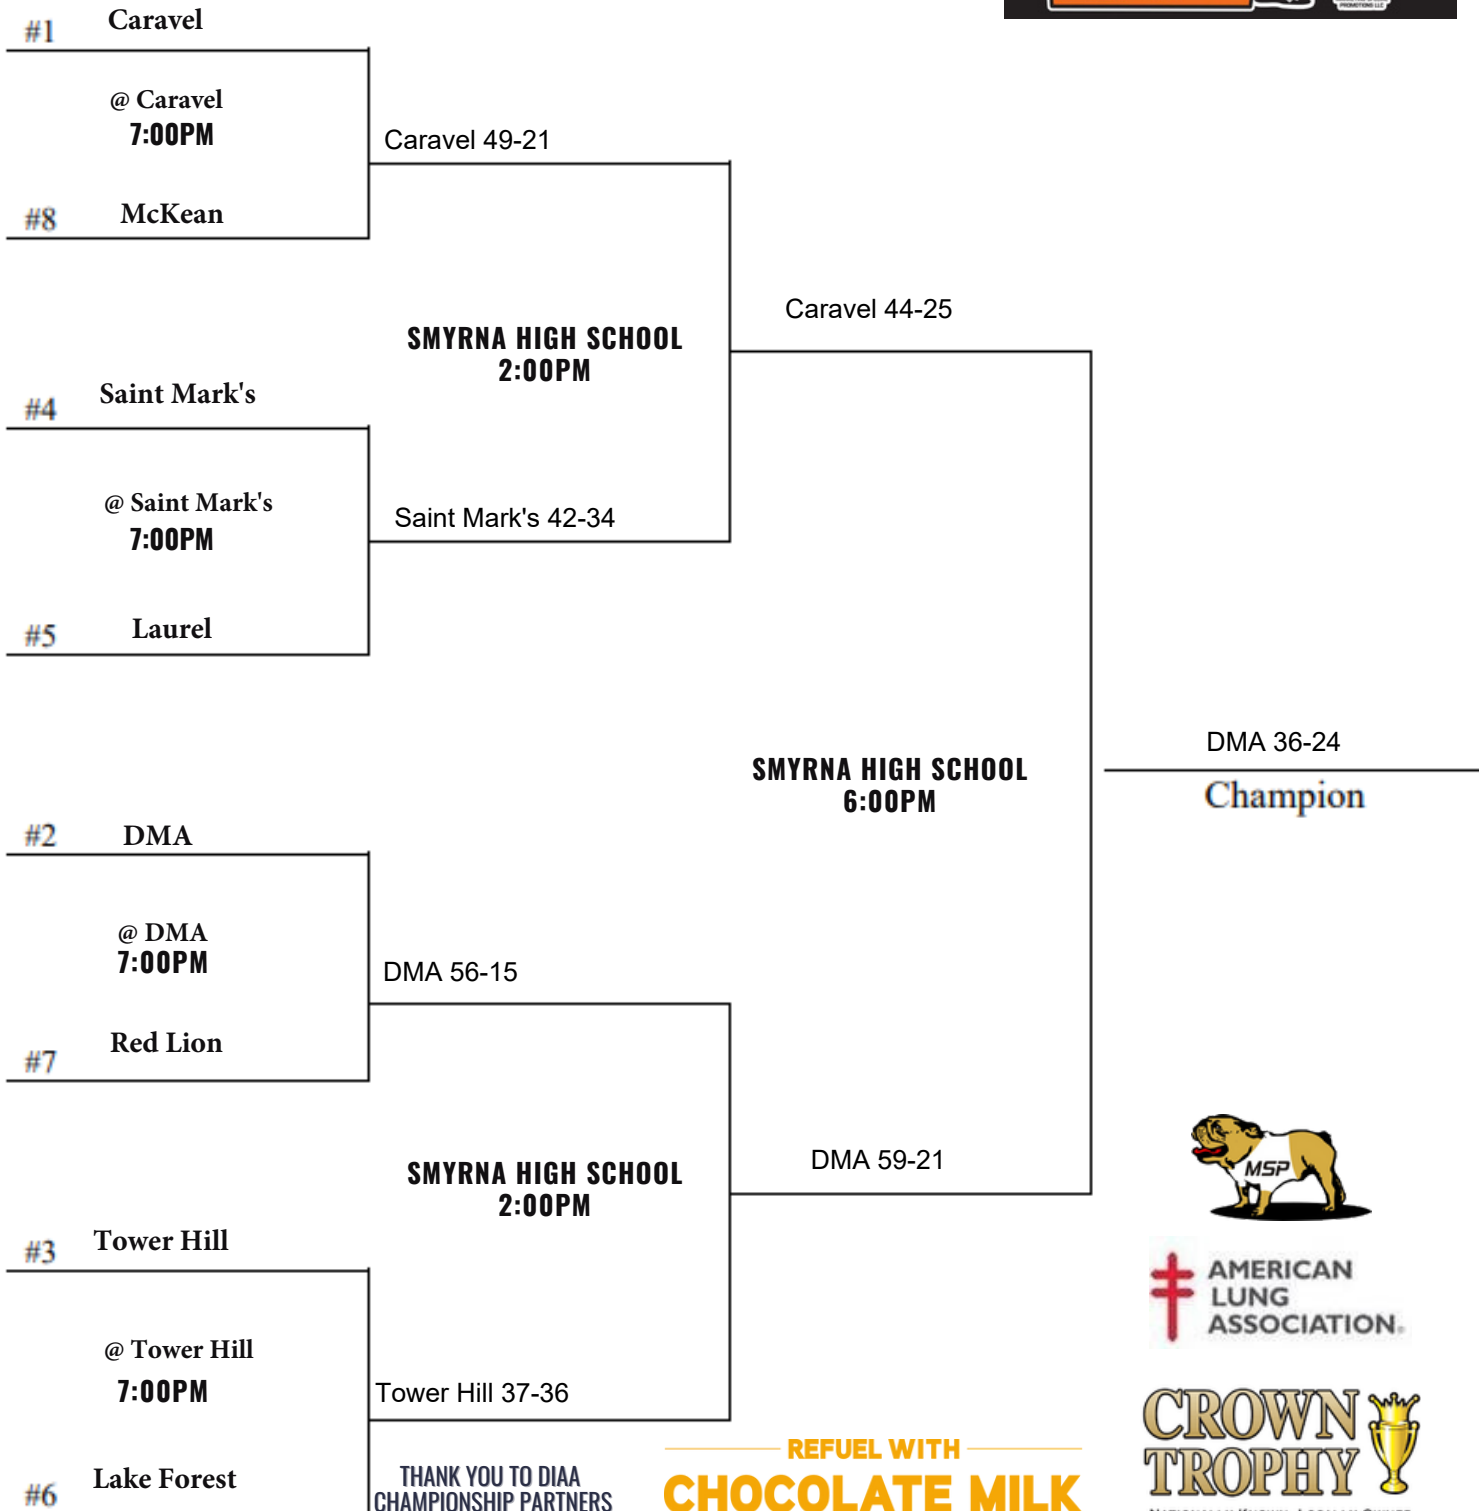 PROMOTIONS LLC
#1 Caravel
@ Caravel
7:00PM
Caravel 49-21
#8 McKean
Caravel 44-25
SMYRNA HIGH SCHOOL
2:00PM
#4 Saint Mark's
@ Saint Mark's
7:00PM
Saint Mark's 42-34
#5 Laurel
DMA 36-24
Champion
SMYRNA HIGH SCHOOL
6:00PM
#2 DMA
@ DMA
7:00PM
DMA 56-15
#7 Red Lion
DMA 59-21
SMYRNA HIGH SCHOOL
2:00PM
MSP
#3 Tower Hill
AMERICAN
LUNG
ASSOCIATION®
@ Tower Hill
7:00PM
Tower Hill 37-36
#6 Lake Forest
THANK YOU TO DIAA
CHAMPIONSHIP PARTNERS
REFUEL WITH
CHOCOLATE MILK
CROWN
TROPHY